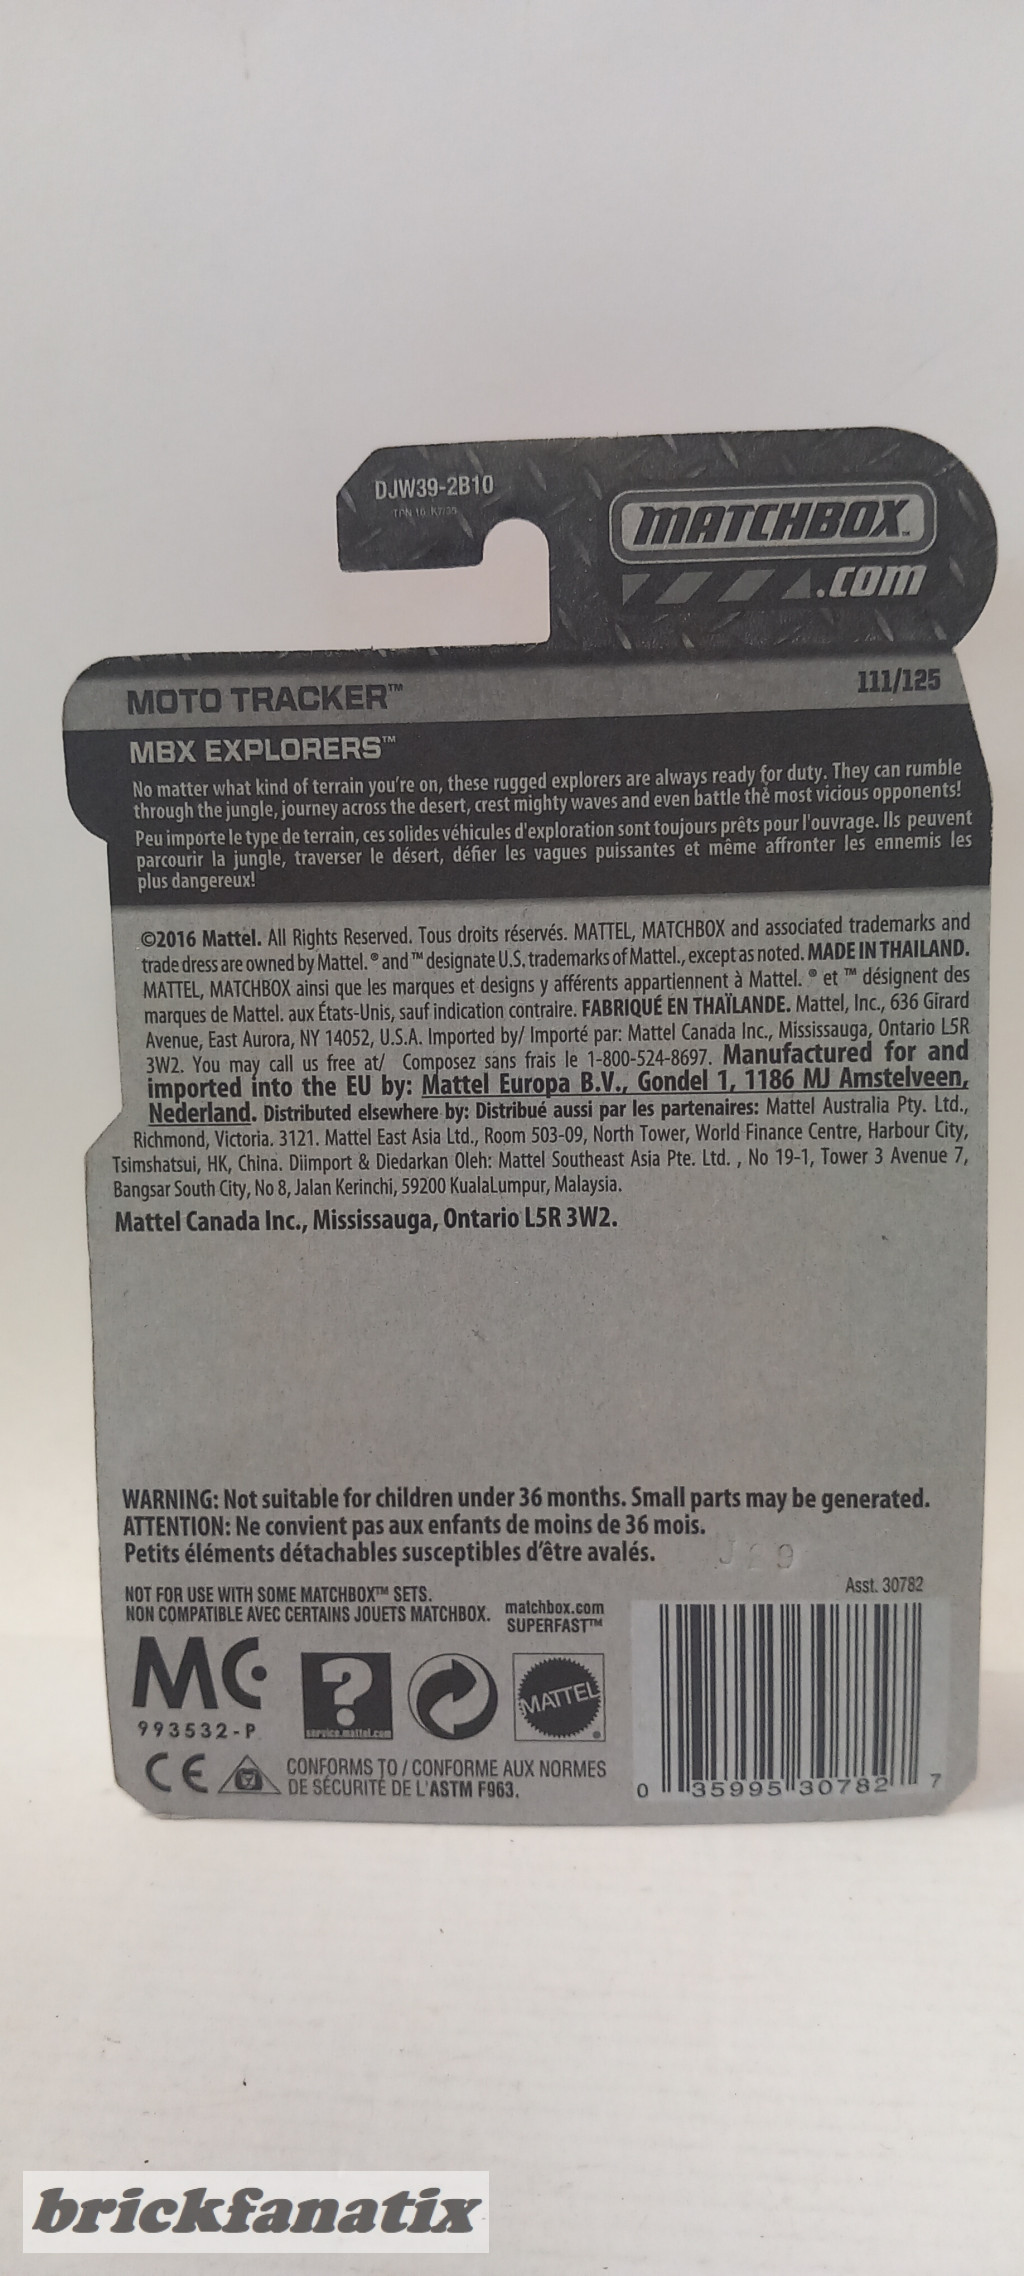 DJW39-2B10
MATCHBOX™
.com
MOTO TRACKER™
111/125
MBX EXPLORERS™
No matter what kind of terrain you're on, these rugged explorers are always ready for duty. They can rumble
through the jungle, journey across the desert, crest mighty waves and even battle the most vicious opponents!
Peu importe le type de terrain, ces solides véhicules d'exploration sont toujours prêts pour l'ouvrage. Ils peuvent
parcourir la jungle, traverser le désert, défier les vagues puissantes et même affronter les ennemis les
plus dangereux!
©2016 Mattel. All Rights Reserved. Tous droits réservés. MATTEL, MATCHBOX and associated trademarks and
trade dress are owned by Mattel. ® and ™ designate U.S. trademarks of Mattel., except as noted. MADE IN THAILAND.
MATTEL, MATCHBOX ainsi que les marques et designs y afférents appartiennent à Mattel. ® et ™ désignent des
marques de Mattel. aux États-Unis, sauf indication contraire. FABRIQUÉ EN THAÏLANDE. Mattel, Inc., 636 Girard
Avenue, East Aurora, NY 14052, U.S.A. Imported by/ Importé par: Mattel Canada Inc., Mississauga, Ontario L5R
3W2. You may call us free at/ Composez sans frais le 1-800-524-8697. Manufactured for and
imported into the EU by: Mattel Europa B.V., Gondel 1, 1186 MJ Amstelveen,
Nederland. Distributed elsewhere by: Distribué aussi par les partenaires: Mattel Australia Pty. Ltd.,
Richmond, Victoria. 3121. Mattel East Asia Ltd., Room 503-09, North Tower, World Finance Centre, Harbour City,
Tsimshatsui, HK, China. Diimport & Diedarkan Oleh: Mattel Southeast Asia Pte. Ltd. , No 19-1, Tower 3 Avenue 7,
Bangsar South City, No 8, Jalan Kerinchi, 59200 KualaLumpur, Malaysia.
Mattel Canada Inc., Mississauga, Ontario L5R 3W2.
WARNING: Not suitable for children under 36 months. Small parts may be generated.
ATTENTION: Ne convient pas aux enfants de moins de 36 mois.
Petits éléments détachables susceptibles d'être avalés.
Asst. 30782
NOT FOR USE WITH SOME MATCHBOX™ SETS.
NON COMPATIBLE AVEC CERTAINS JOUETS MATCHBOX.
matchbox.com
SUPERFAST™
MC
993532-P
?
service.mattel.com
MATTEL
®
CE
CONFORMS TO / CONFORME AUX NORMES
DE SÉCURITÉ DE L'ASTM F963.
0 35995 30782 7
brickfanatix